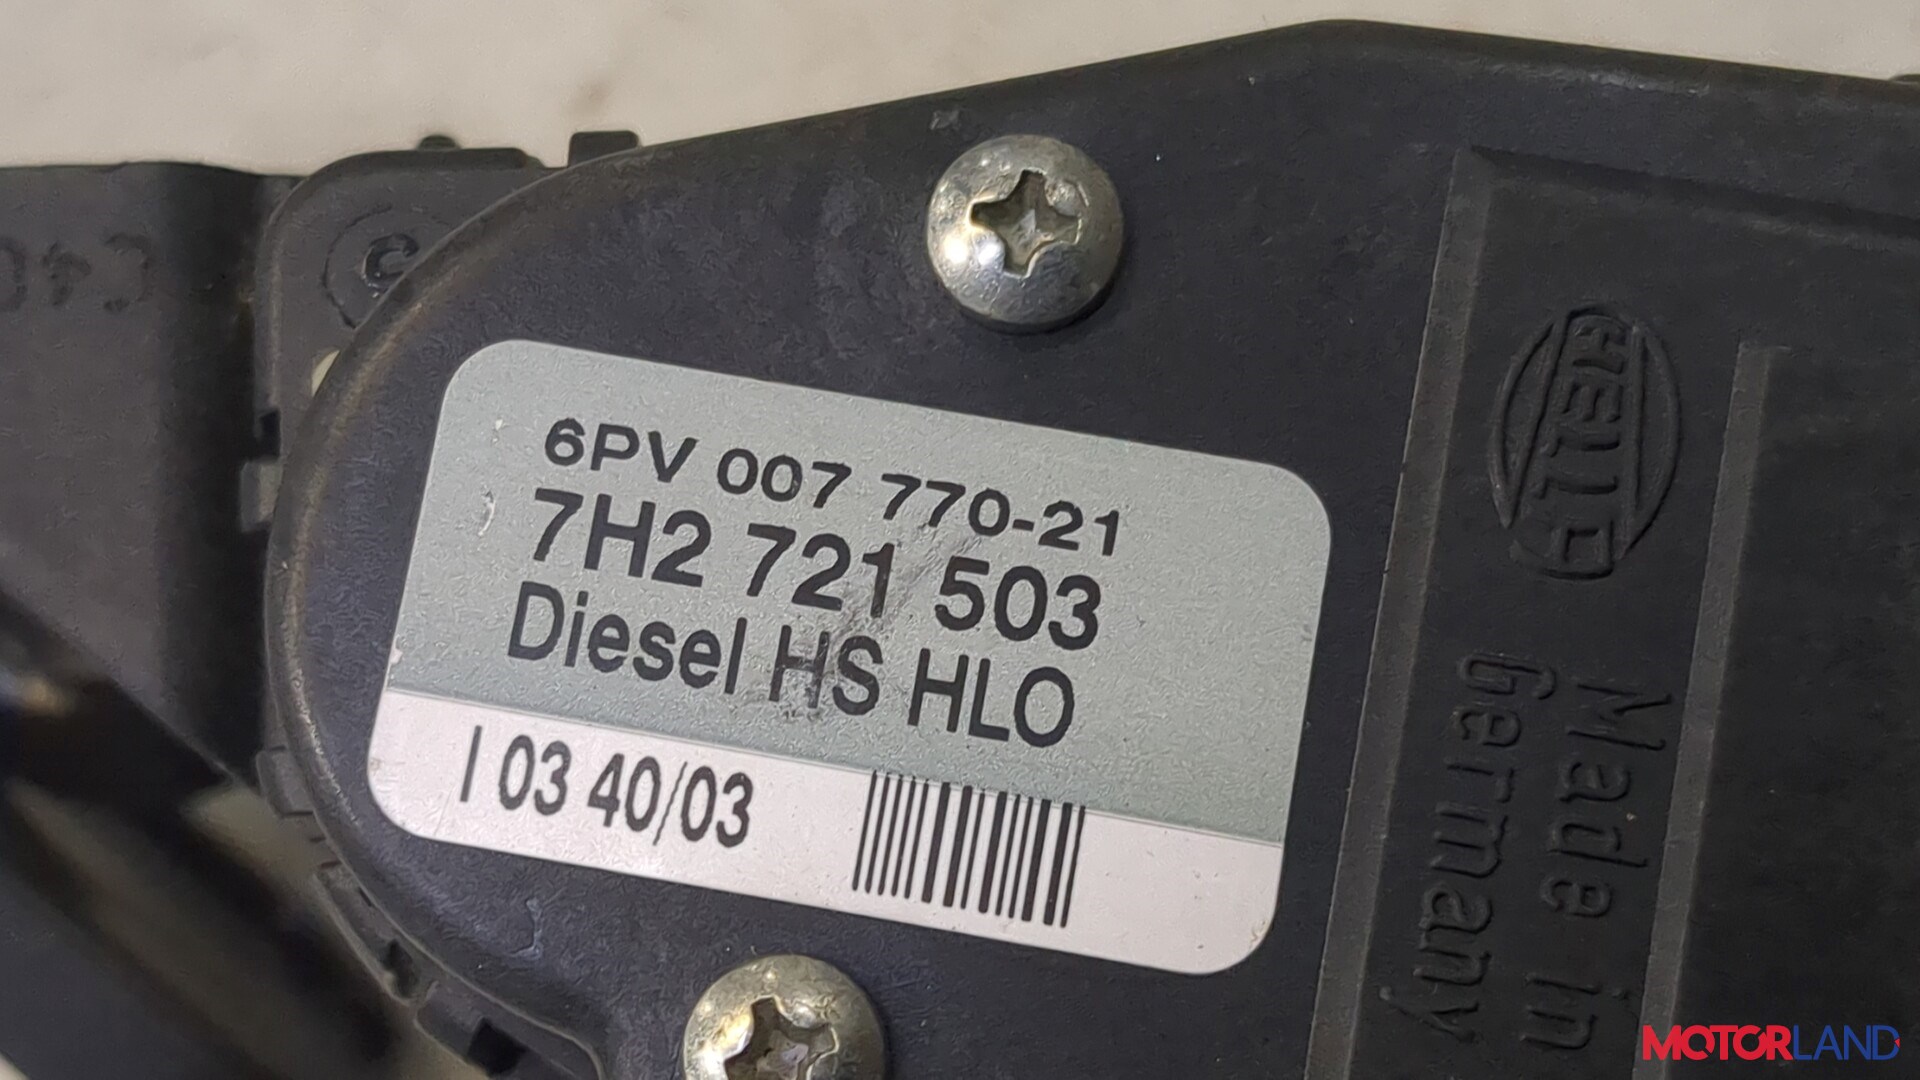 6PV 007 770-21
7H2 721 503
Diesel HS HLO
I 03 40/03
HELLA
Made in
Germany
MOTORLAND